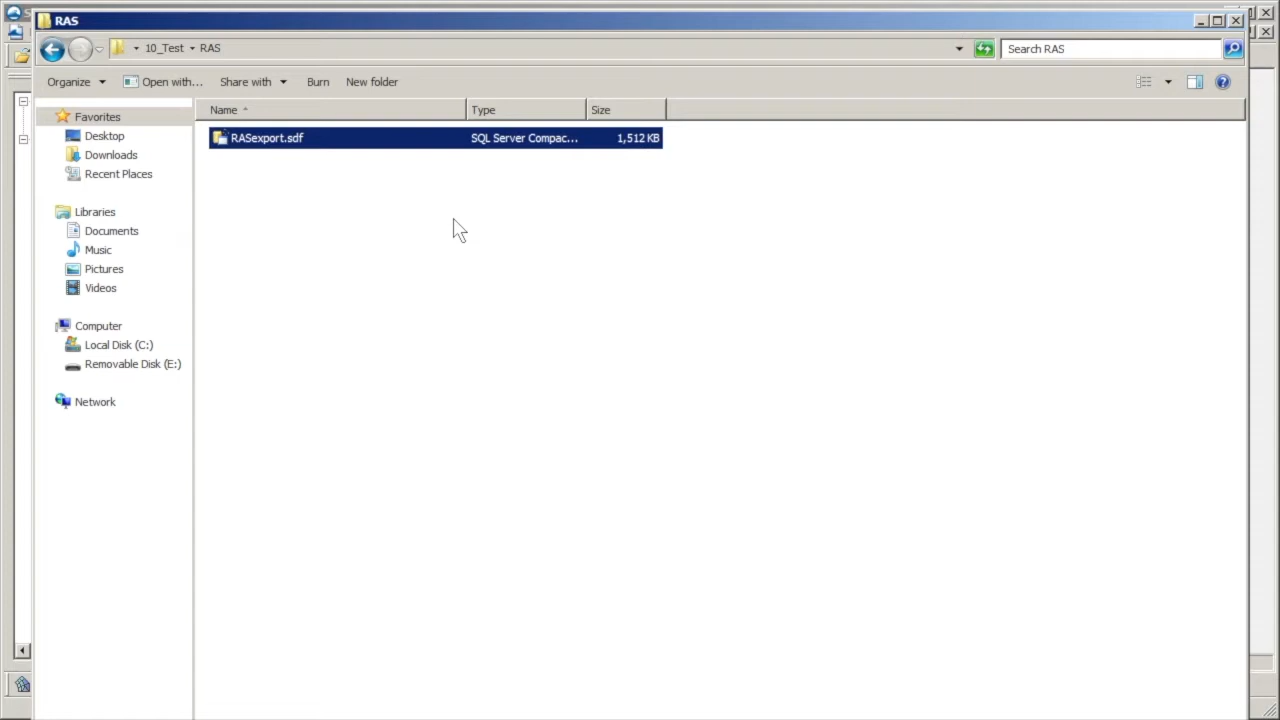 RAS
10_Test RAS
Search RAS
Organize Open with... Share with Burn New folder
Name Type Size
Favorites
RASexport.sdf SQL Server Compac... 1,512 KB
Desktop
Downloads
Recent Places
Libraries
Documents
Music
Pictures
Videos
Computer
Local Disk (C:)
Removable Disk (E:)
Network